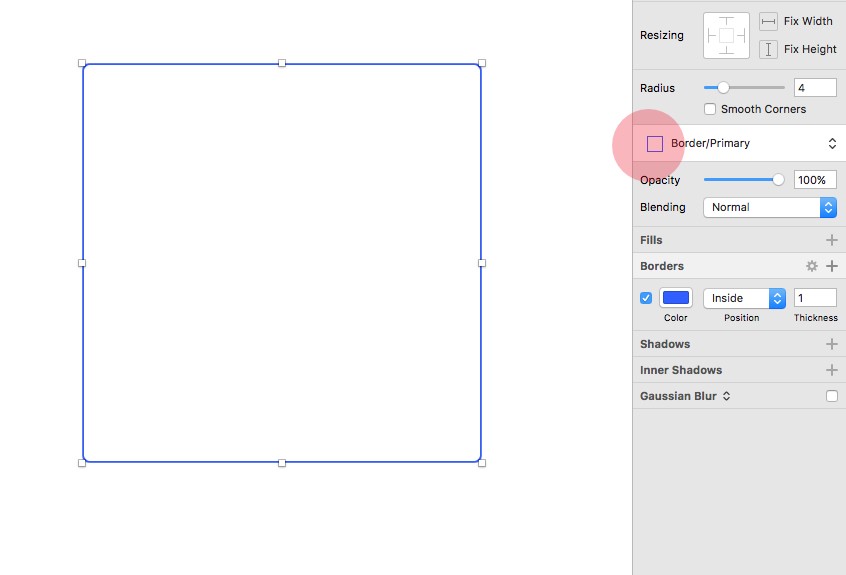 Resizing
Fix Width
Fix Height
Radius
4
Smooth Corners
Border/Primary
Opacity
100%
Blending
Normal
Fills
Borders
Inside
1
Color
Position
Thickness
Shadows
Inner Shadows
Gaussian Blur